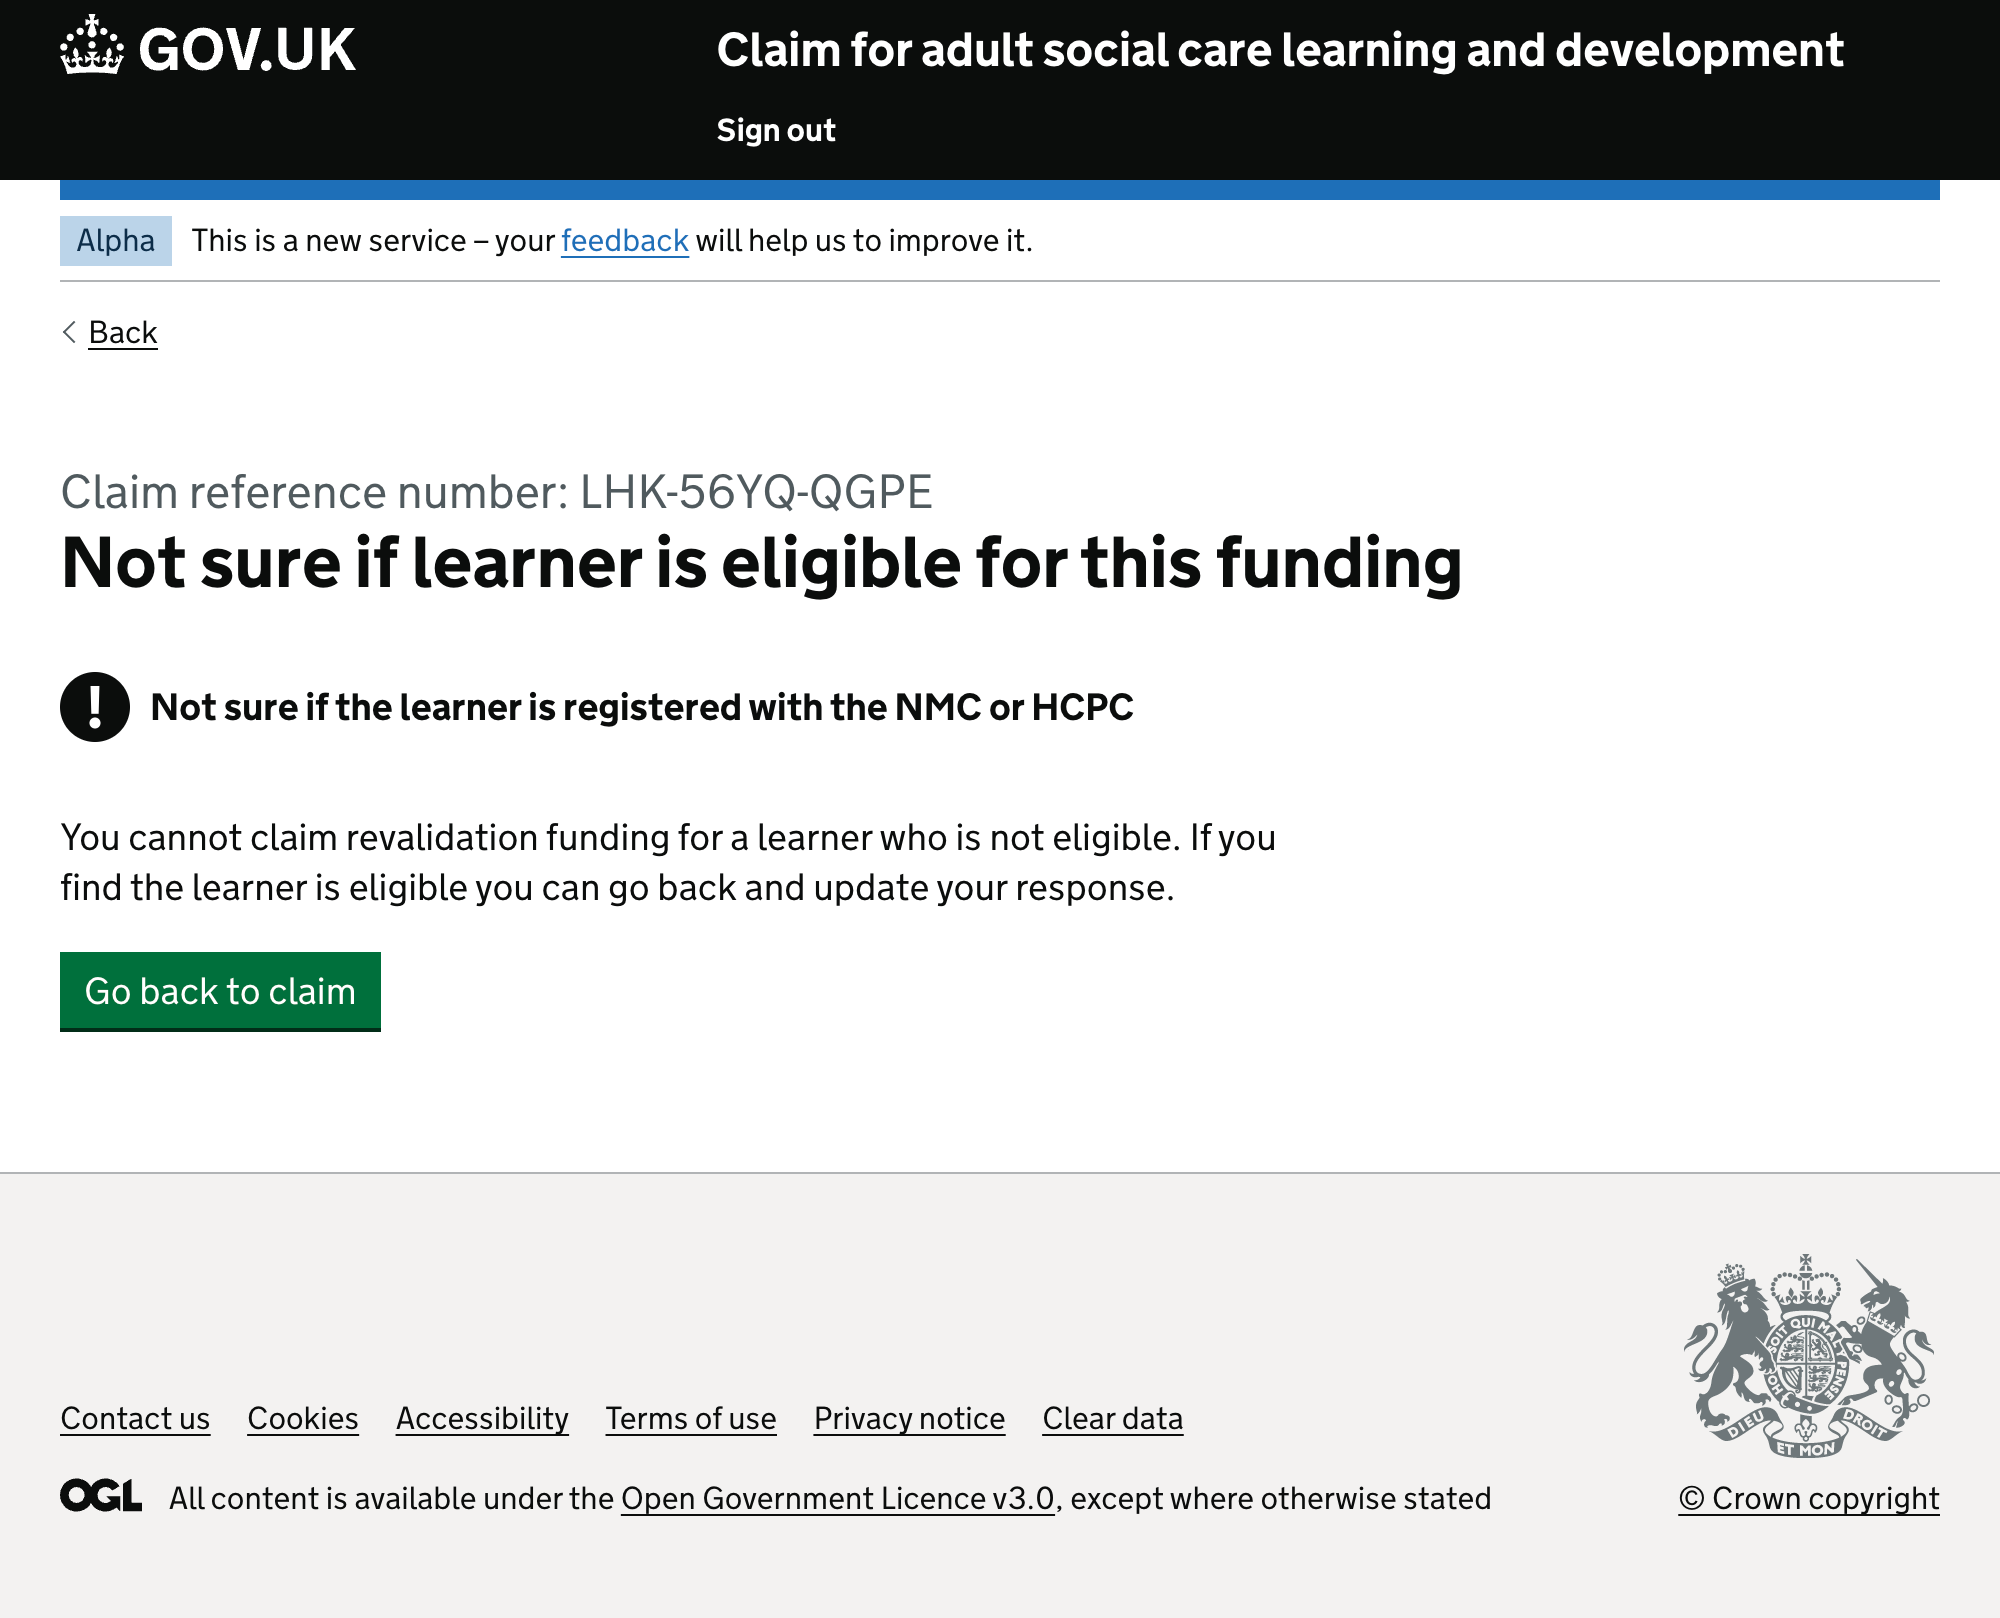 GOV.UK
Claim for adult social care learning and development
Sign out
Alpha
This is a new service – your feedback will help us to improve it.
Back
Claim reference number: LHK-56YQ-QGPE
Not sure if learner is eligible for this funding
! Not sure if the learner is registered with the NMC or HCPC
You cannot claim revalidation funding for a learner who is not eligible. If you
find the learner is eligible you can go back and update your response.
Go back to claim
SOIT QUI MAL Y PENSE
DIEU ET MON DROIT
Contact us Cookies Accessibility Terms of use Privacy notice Clear data
OGL All content is available under the Open Government Licence v3.0, except where otherwise stated
© Crown copyright